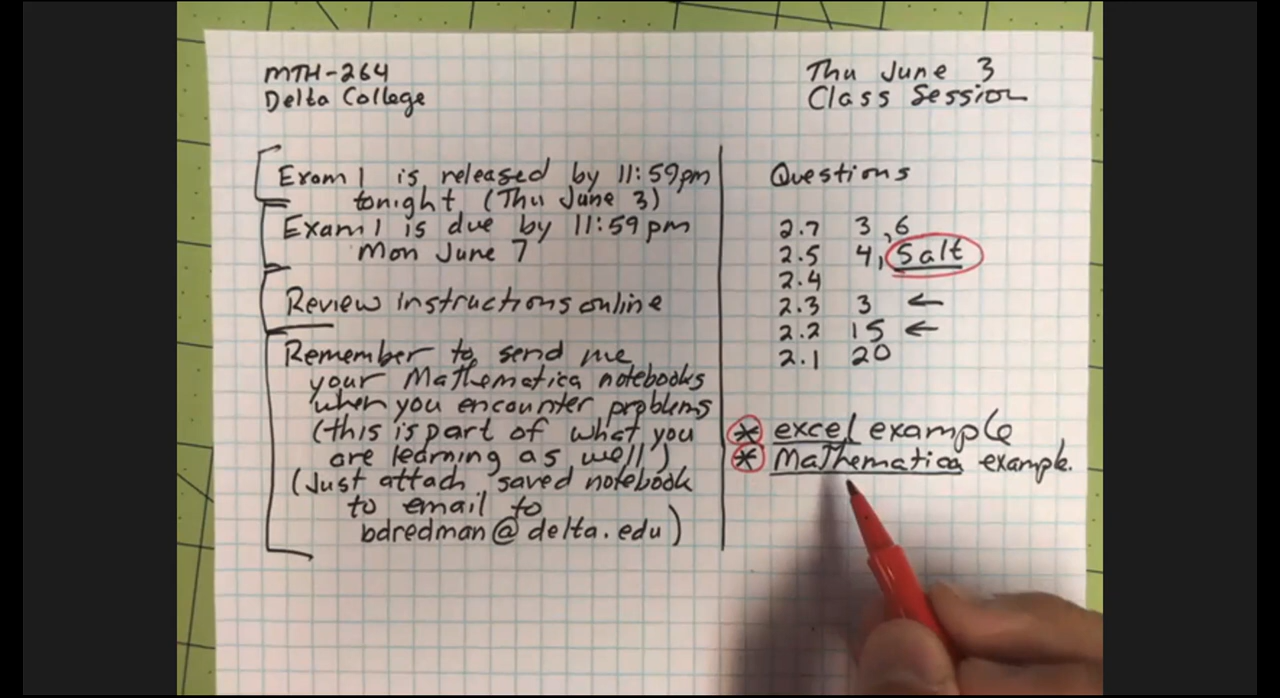 MTH-264
Delta College
Thu June 3
Class Session
Exam 1 is released by 11:59pm
tonight (Thu June 3)
Exam 1 is due by 11:59pm
Mon June 7
Review instructions online
Remember to send me
your Mathematica notebooks
when you encounter problems
(this is part of what you
are learning as well)
(Just attach saved notebook
to email to
bdredman@delta.edu)
Questions
2.7 3, 6
2.5 4, Salt
2.4
2.3 3 ←
2.2 15 ←
2.1 20
* excel example
* Mathematica example.